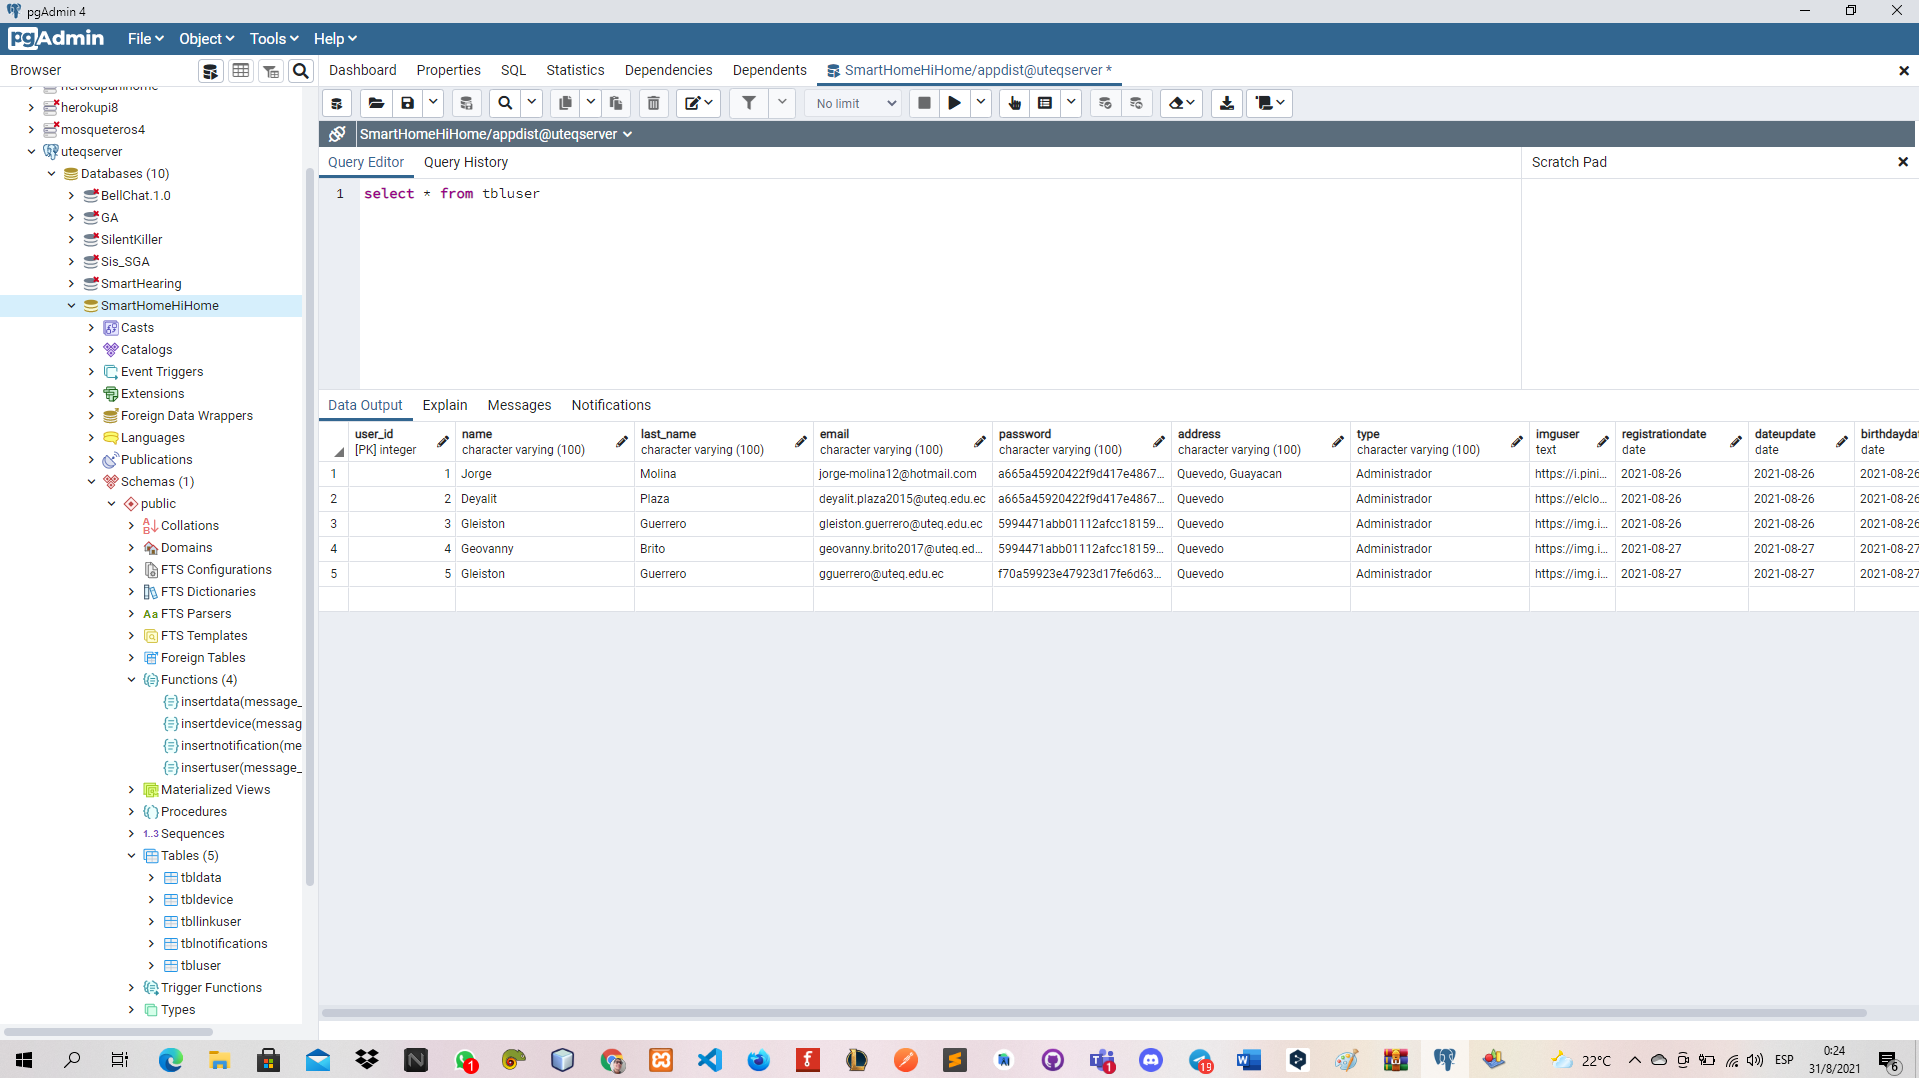 pgAdmin 4
pgAdmin File Object Tools Help
Browser
Dashboard Properties SQL Statistics Dependencies Dependents SmartHomeHiHome/appdist@uteqserver *
No limit
SmartHomeHiHome/appdist@uteqserver
Query Editor Query History
Scratch Pad
1 select * from tbluser
herokupi8
mosqueteros4
uteqserver
Databases (10)
BellChat.1.0
GA
SilentKiller
Sis_SGA
SmartHearing
SmartHomeHiHome
Casts
Catalogs
Event Triggers
Extensions
Foreign Data Wrappers
Languages
Publications
Schemas (1)
public
Collations
Domains
FTS Configurations
FTS Dictionaries
FTS Parsers
FTS Templates
Foreign Tables
Functions (4)
insertdata(message_
insertdevice(messag
insertnotification(me
insertuser(message_
Materialized Views
Procedures
1..3 Sequences
Tables (5)
tbldata
tbldevice
tbllinkuser
tblnotifications
tbluser
Trigger Functions
Types
Data Output Explain Messages Notifications
user_id name last_name email password address type imguser registrationdate dateupdate birthdayda
[PK] integer character varying (100) character varying (100) character varying (100) character varying (100) character varying (100) character varying (100) text date date date
1 1 Jorge Molina jorge-molina12@hotmail.com a665a45920422f9d417e4867... Quevedo, Guayacan Administrador https://i.pini... 2021-08-26 2021-08-26 2021-08-26
2 2 Deyalit Plaza deyalit.plaza2015@uteq.edu.ec a665a45920422f9d417e4867... Quevedo Administrador https://elclo... 2021-08-26 2021-08-26 2021-08-26
3 3 Gleiston Guerrero gleiston.guerrero@uteq.edu.ec 5994471abb01112afcc18159... Quevedo Administrador https://img.i... 2021-08-26 2021-08-26 2021-08-26
4 4 Geovanny Brito geovanny.brito2017@uteq.ed... 5994471abb01112afcc18159... Quevedo Administrador https://img.i... 2021-08-27 2021-08-27 2021-08-27
5 5 Gleiston Guerrero gguerrero@uteq.edu.ec f70a59923e47923d17fe6d63... Quevedo Administrador https://img.i... 2021-08-27 2021-08-27 2021-08-27
22°C ESP 0:24
31/8/2021